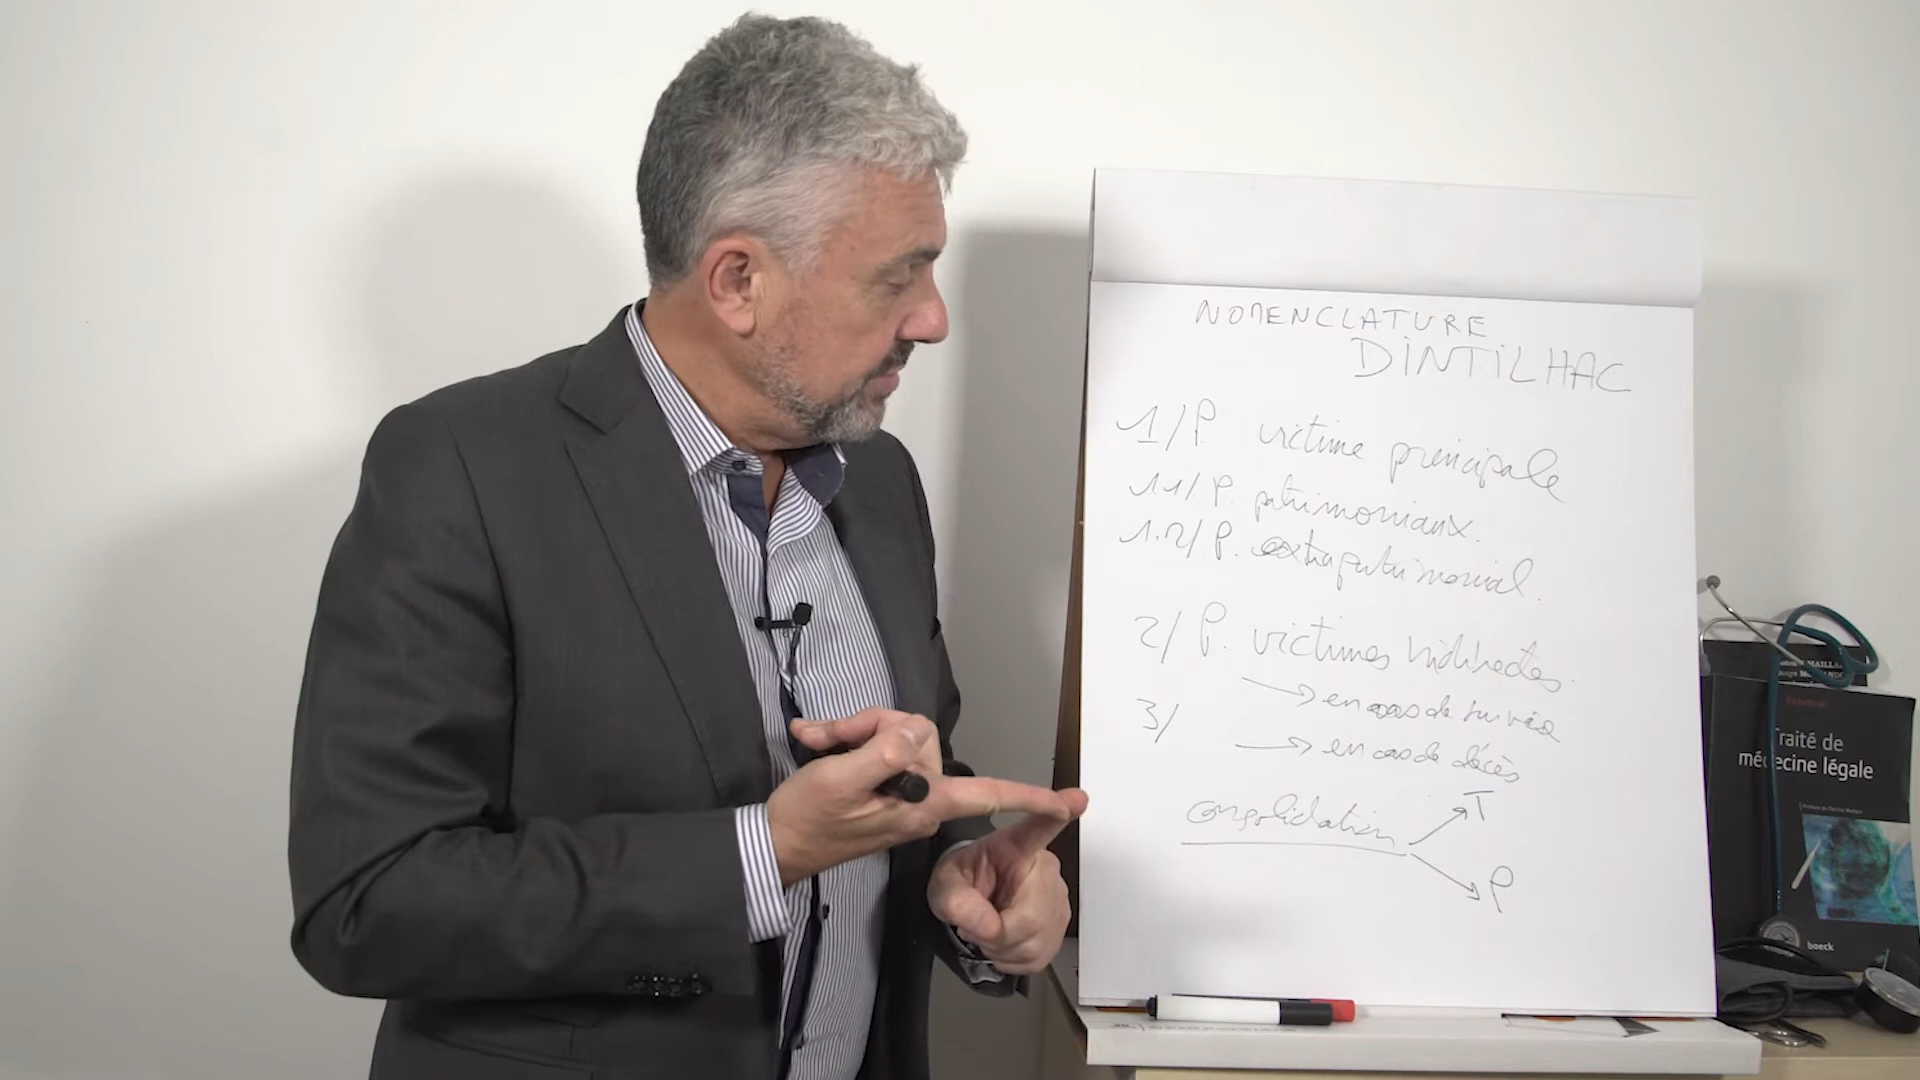 NOMENCLATURE
DINTILHAC
1/ P. victime principale
1.1/ P. patrimoniaux.
1.2/ P. extrapatrimonial.
2/ P. victimes indirectes.
→ en cas de survie
3/
→ en cas de décès
consolidation
T
P
MAILLA
Traité de
médecine légale
boeck